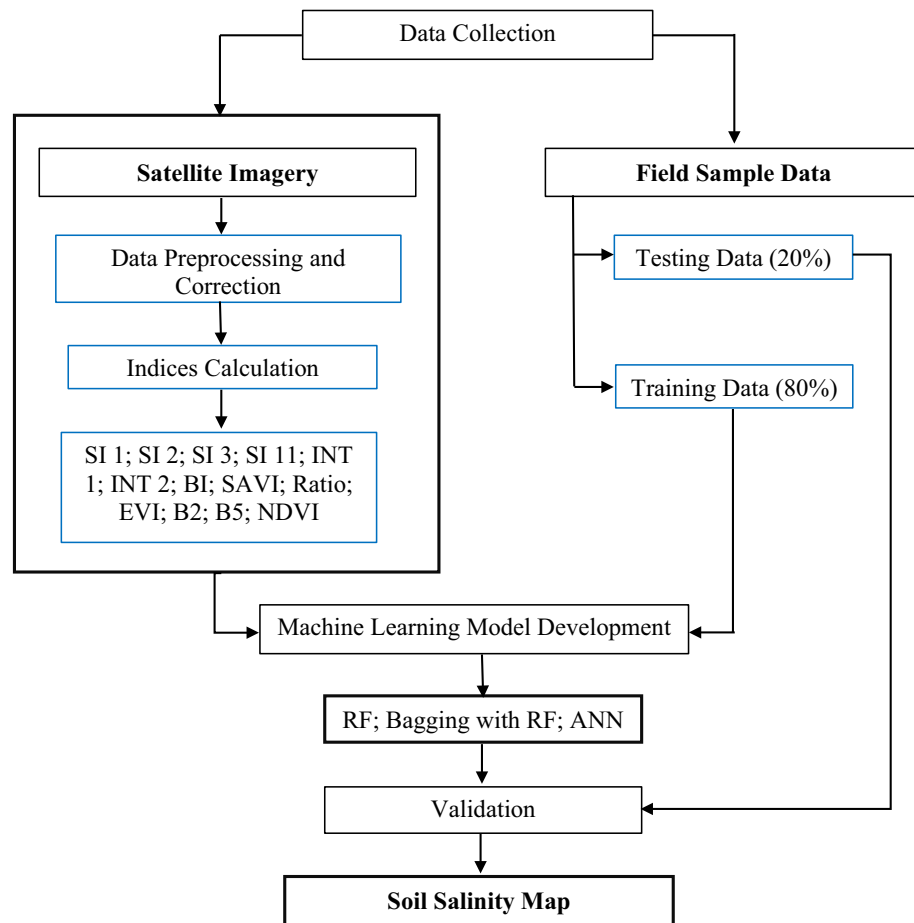 Data Collection
Satellite Imagery
Data Preprocessing and
Correction
Indices Calculation
SI 1; SI 2; SI 3; SI 11; INT
1; INT 2; BI; SAVI; Ratio;
EVI; B2; B5; NDVI
Field Sample Data
Testing Data (20%)
Training Data (80%)
Machine Learning Model Development
RF; Bagging with RF; ANN
Validation
Soil Salinity Map